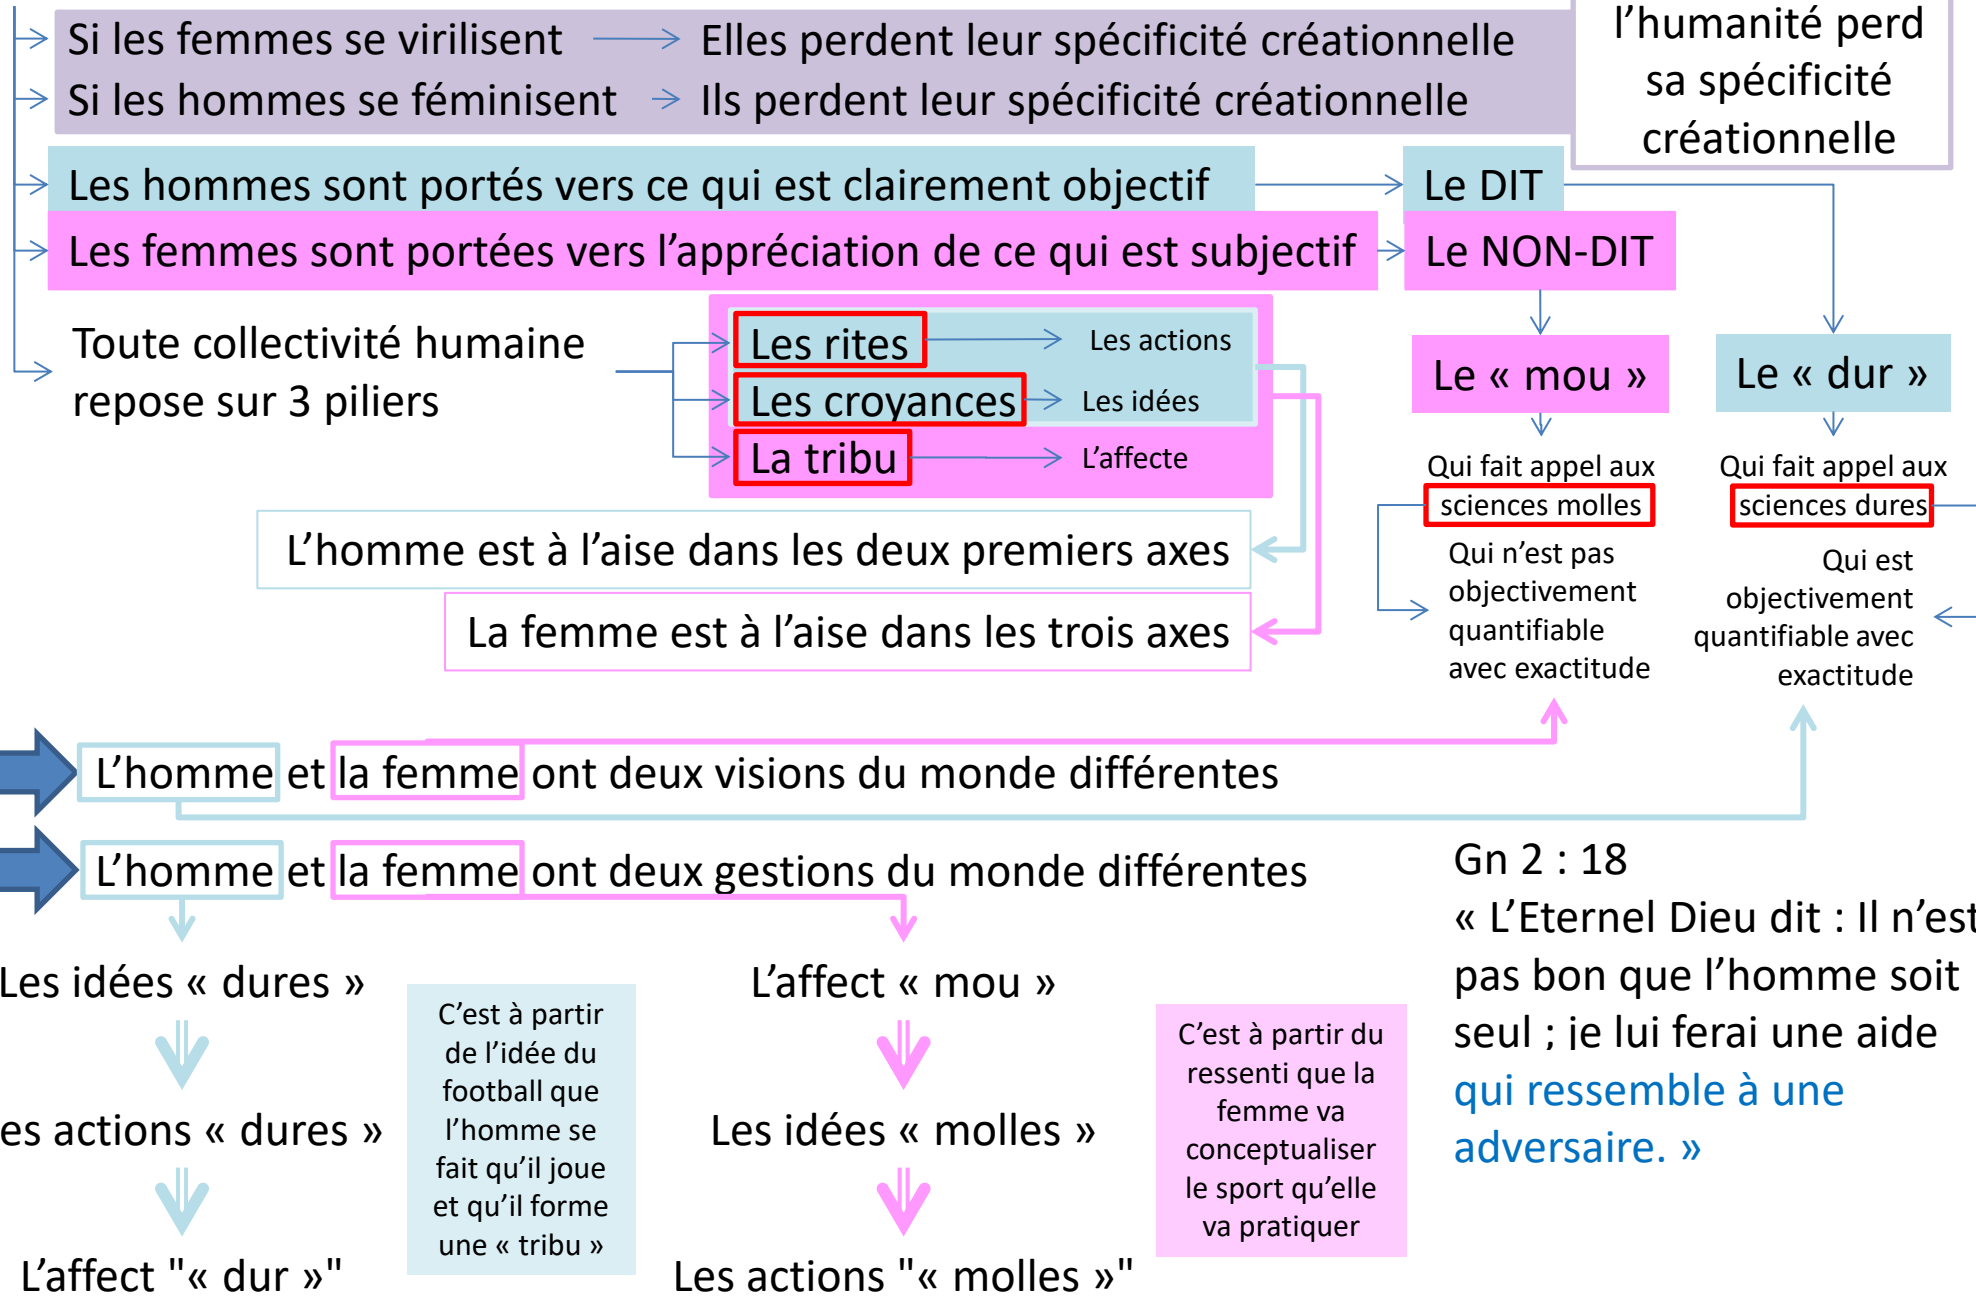 Si les femmes se virilisent Elles perdent leur spécificité créationnelle
Si les hommes se féminisent Ils perdent leur spécificité créationnelle
l'humanité perd
sa spécificité
créationnelle
Les hommes sont portés vers ce qui est clairement objectif Le DIT
Les femmes sont portées vers l'appréciation de ce qui est subjectif Le NON-DIT
Toute collectivité humaine
repose sur 3 piliers
Les rites Les actions
Les croyances Les idées
La tribu L'affecte
Le « mou »
Qui fait appel aux
sciences molles
Qui n'est pas
objectivement
quantifiable
avec exactitude
Le « dur »
Qui fait appel aux
sciences dures
Qui est
objectivement
quantifiable avec
exactitude
L'homme est à l'aise dans les deux premiers axes
La femme est à l'aise dans les trois axes
L'homme et la femme ont deux visions du monde différentes
L'homme et la femme ont deux gestions du monde différentes
Les idées « dures »
es actions « dures »
L'affect "« dur »"
C'est à partir
de l'idée du
football que
l'homme se
fait qu'il joue
et qu'il forme
une « tribu »
L'affect « mou »
Les idées « molles »
Les actions "« molles »"
C'est à partir du
ressenti que la
femme va
conceptualiser
le sport qu'elle
va pratiquer
Gn 2 : 18
« L'Eternel Dieu dit : Il n'est
pas bon que l'homme soit
seul ; je lui ferai une aide
qui ressemble à une
adversaire. »